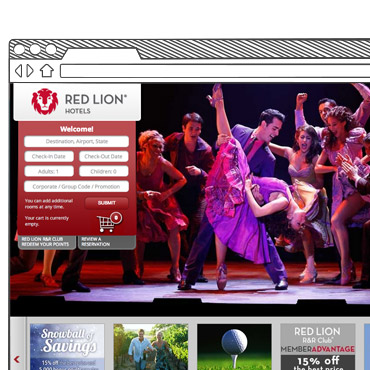 RED LION®
HOTELS
Welcome!
Destination, Airport, State
Check-In Date
Check-Out Date
Adults: 1
Children: 0
Corporate / Group Code / Promotion
You can add additional
rooms at any time.
SUBMIT
Your cart is currently
empty.
0
RED LION R&R CLUB
REDEEM YOUR POINTS
REVIEW A
RESERVATION
Snowball of
Savings
RED LION
R&R Club
MEMBERADVANTAGE
15% off
the best price